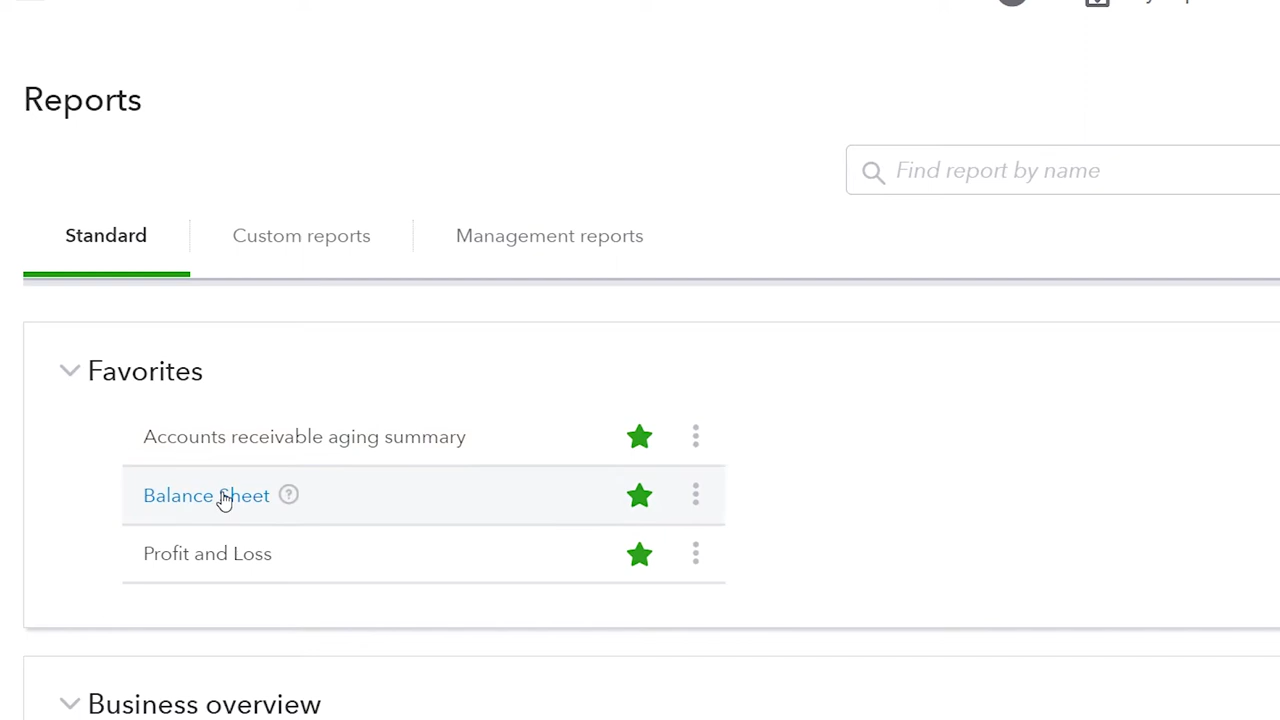 Reports
Find report by name
Standard
Custom reports
Management reports
Favorites
Accounts receivable aging summary
Balance Sheet
Profit and Loss
Business overview